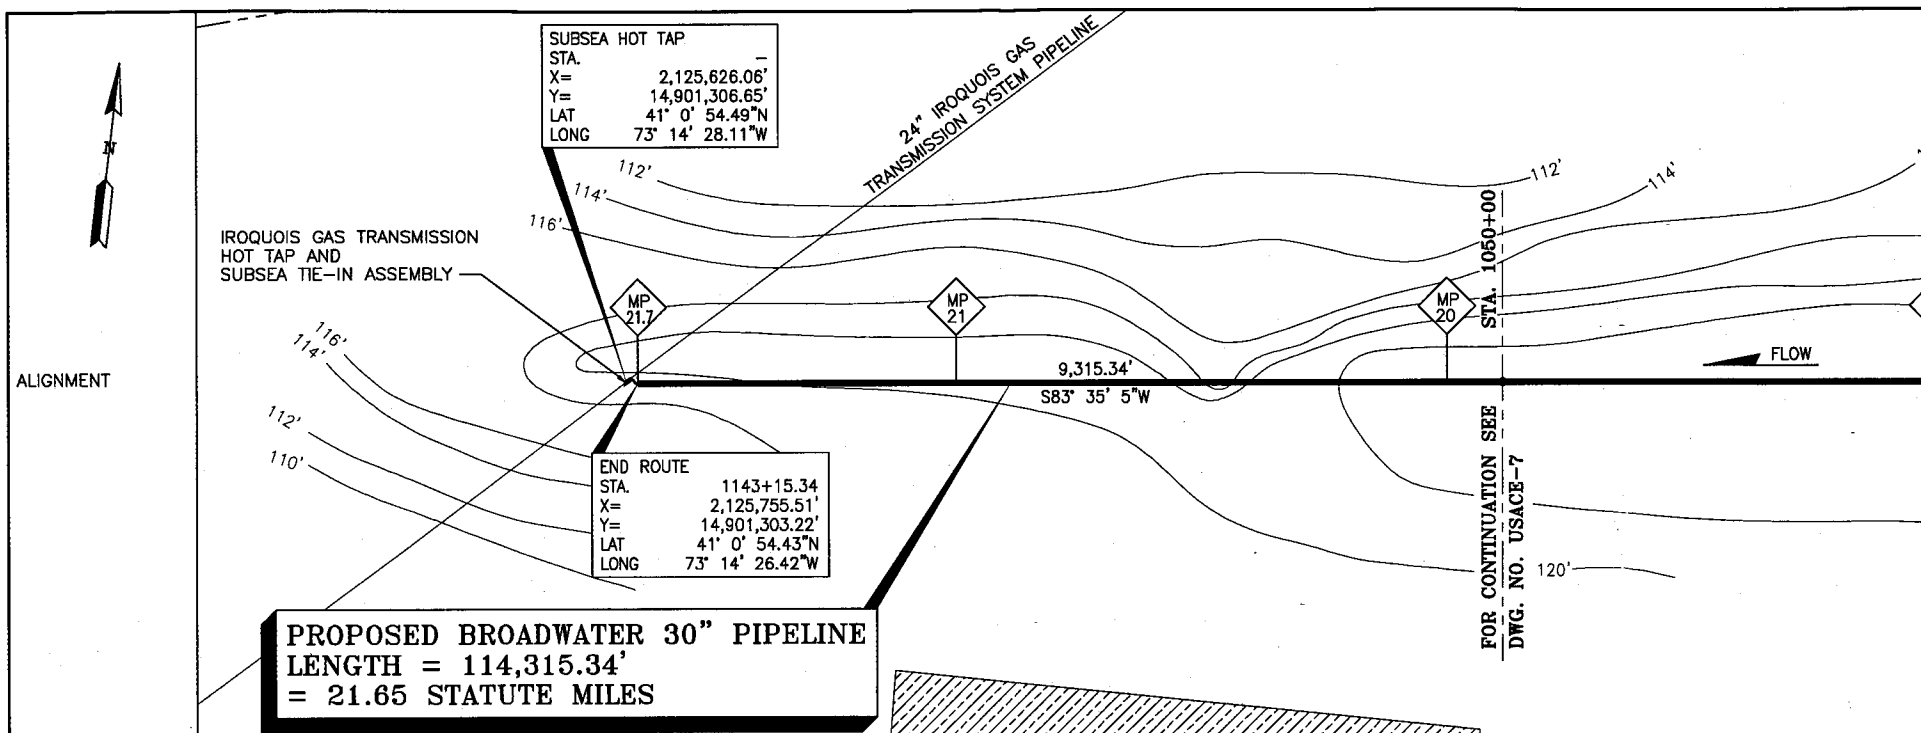 SUBSEA HOT TAP
STA. –
X= 2,125,626.06'
Y= 14,901,306.65'
LAT 41° 0' 54.49"N
LONG 73° 14' 28.11"W
24" IROQUOIS GAS
TRANSMISSION SYSTEM PIPELINE
N
112'
114'
116'
112'
114'
IROQUOIS GAS TRANSMISSION
HOT TAP AND
SUBSEA TIE-IN ASSEMBLY
MP
21.7
MP
21
MP
20
STA. 1050+00
FLOW
ALIGNMENT
9,315.34'
S83° 35' 5"W
116'
114'
112'
110'
END ROUTE
STA. 1143+15.34
X= 2,125,755.51'
Y= 14,901,303.22'
LAT 41° 0' 54.43"N
LONG 73° 14' 26.42"W
FOR CONTINUATION SEE
DWG. NO. USACE-7
120'
PROPOSED BROADWATER 30" PIPELINE
LENGTH = 114,315.34'
= 21.65 STATUTE MILES